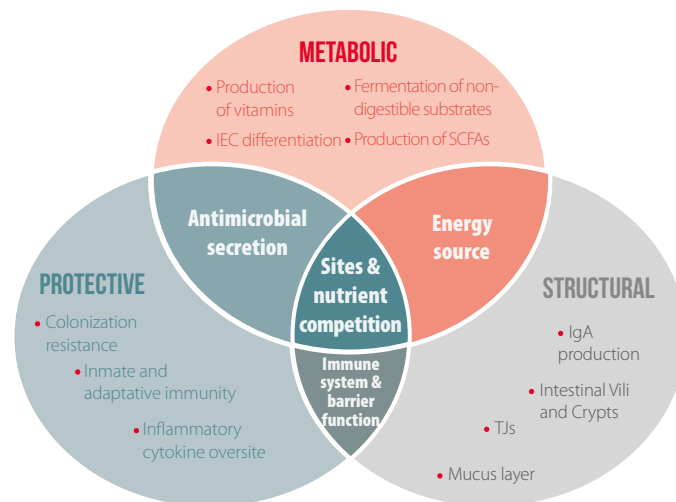 METABOLIC
• Production
of vitamins
• IEC differentiation
• Fermentation of non-
digestible substrates
• Production of SCFAs
Antimicrobial
secretion
Energy
source
Sites &
nutrient
competition
PROTECTIVE
• Colonization
resistance
• Inmate and
adaptative immunity
• Inflammatory
cytokine oversite
STRUCTURAL
• IgA
production
• Intestinal Vili
and Crypts
• TJs
• Mucus layer
Immune
system &
barrier
function